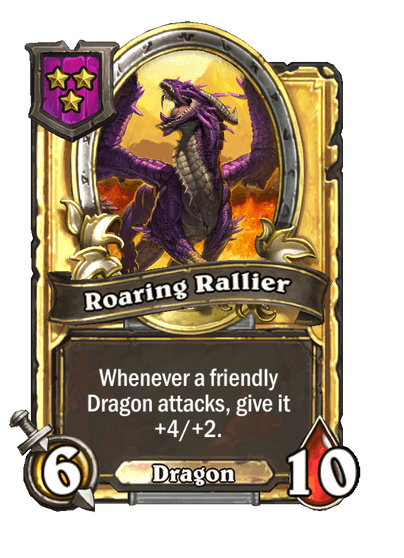 Roaring Rallier
Whenever a friendly
Dragon attacks, give it
+4/+2.
6
Dragon
10